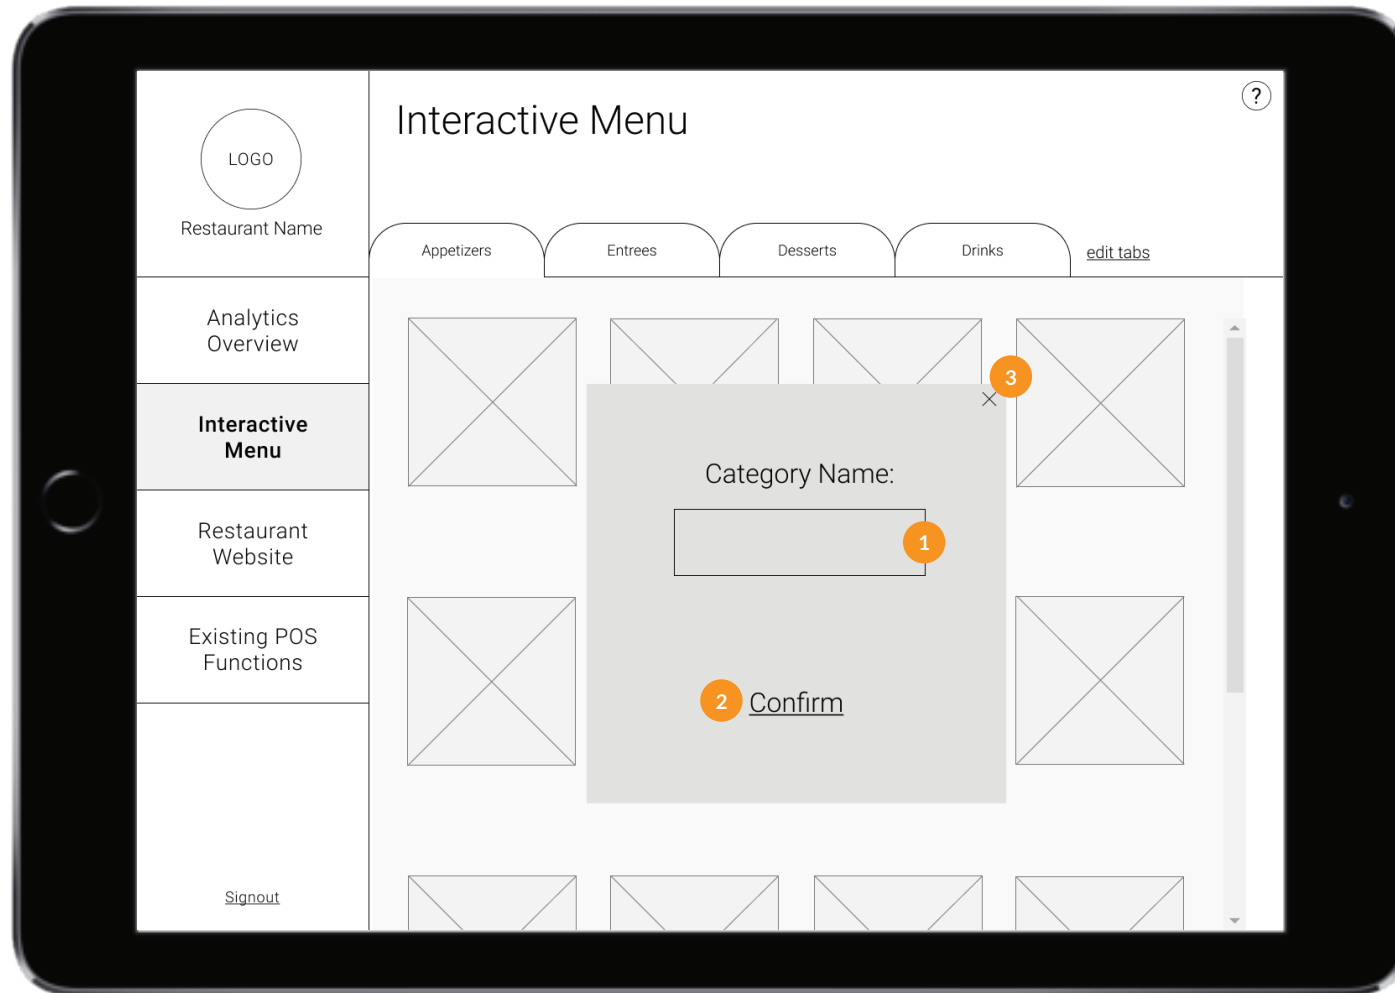 LOGO
Restaurant Name
Analytics
Overview
Interactive
Menu
Restaurant
Website
Existing POS
Functions
Signout
Interactive Menu
?
Appetizers
Entrees
Desserts
Drinks
edit tabs
3
Category Name:
1
2
Confirm